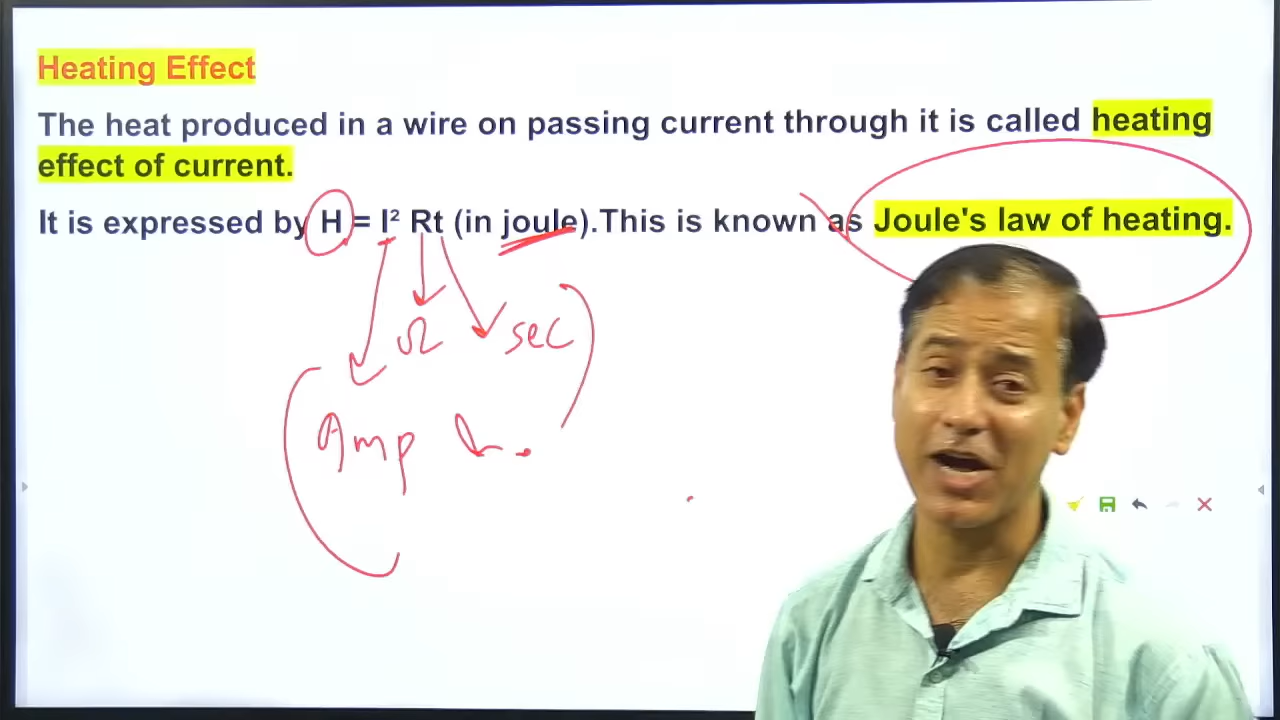 Heating Effect
The heat produced in a wire on passing current through it is called heating
effect of current.
It is expressed by H = I² Rt (in joule).This is known as Joule's law of heating.
Ω sec
Amp